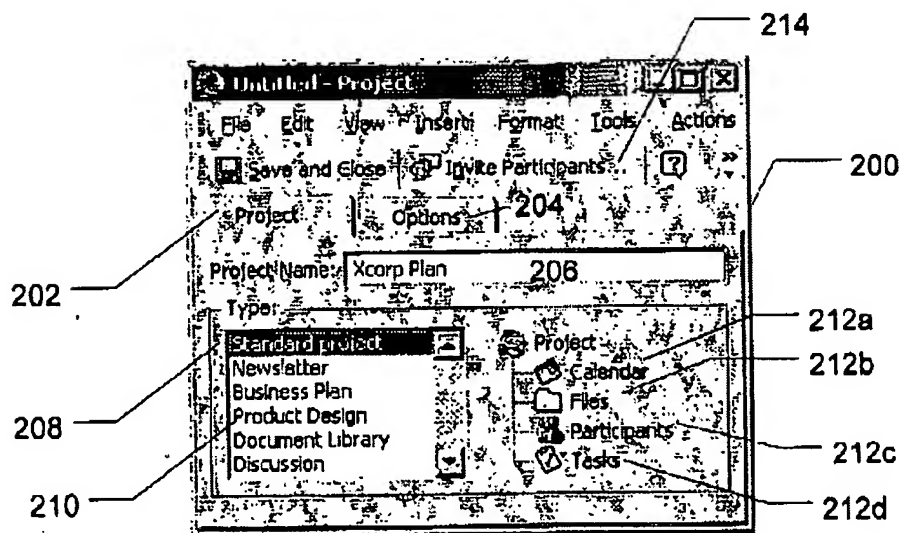 214
Untitled - Project
File Edit View Insert Format Tools Actions
Save and Close Invite Participants ? »
200
Project Options 204
202
Project Name: Xcorp Plan 206
Type:
212a
Standard project Project
Calendar
212b
Newsletter
Business Plan Files
208
Product Design Participants
Document Library
212c
Discussion Tasks
210
212d